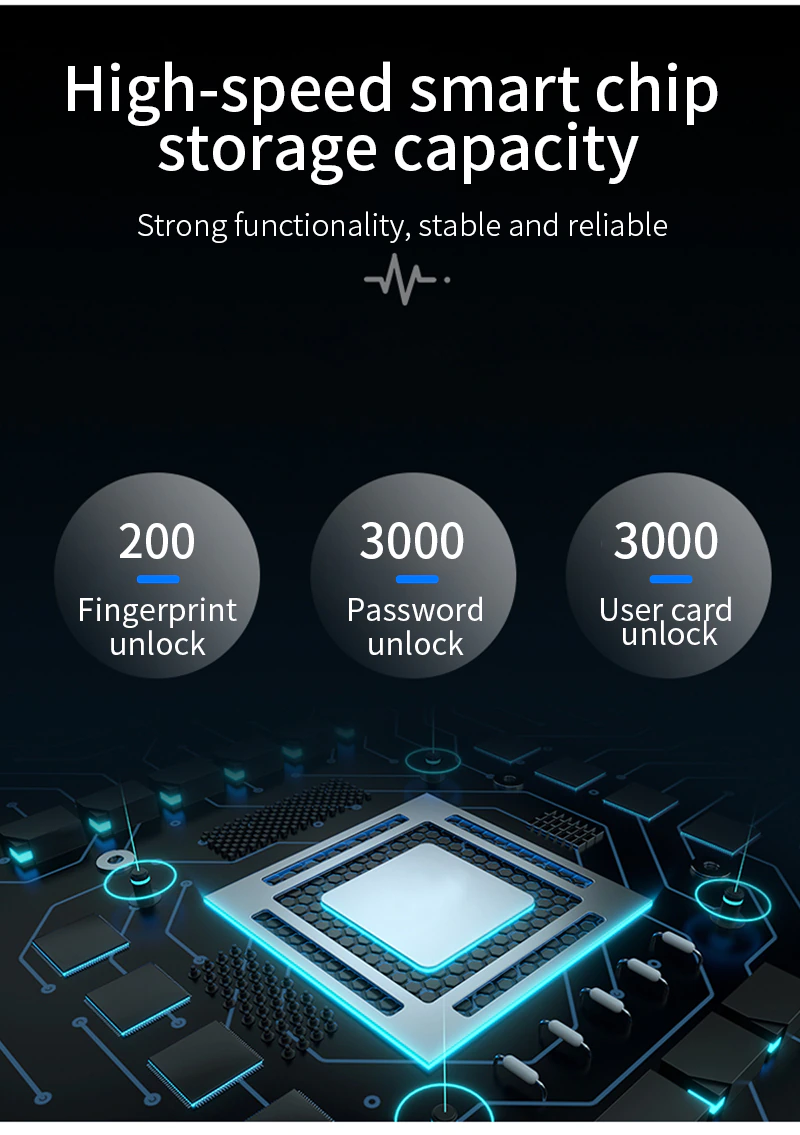 High-speed smart chip
storage capacity
Strong functionality, stable and reliable
200
Fingerprint
unlock
3000
Password
unlock
3000
User card
unlock